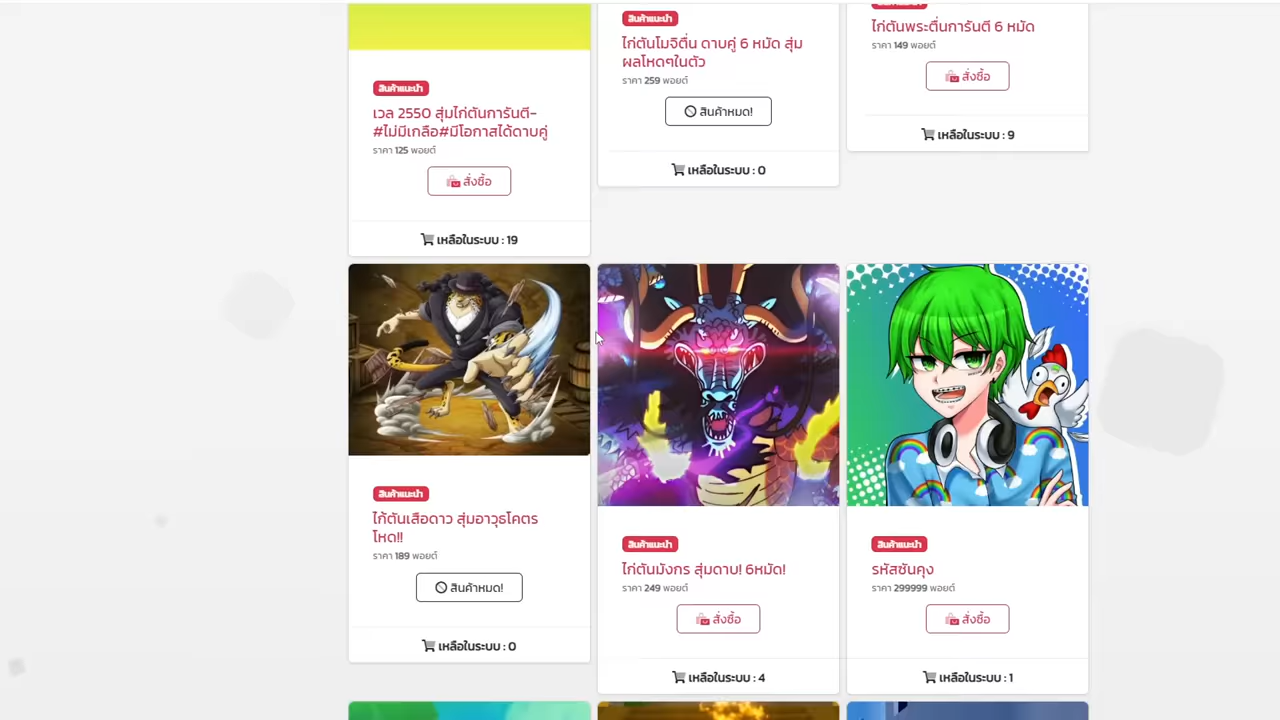 สินค้าแนะนำ
เวล 2550 สุ่มไก่ตันการันตี-
#ไม่มีเกลือ#มีโอกาสได้ดาบคู่
ราคา 125 พอยต์
สั่งซื้อ
เหลือในระบบ : 19
สินค้าแนะนำ
ไก่ตันโมจิตื่น ดาบคู่ 6 หมัด สุ่ม
ผลโหดๆในตัว
ราคา 259 พอยต์
สินค้าหมด!
เหลือในระบบ : 0
สินค้าแนะนำ
ไก่ตันพระตื่นการันตี 6 หมัด
ราคา 149 พอยต์
สั่งซื้อ
เหลือในระบบ : 9
สินค้าแนะนำ
ไก้ตันเสือดาว สุ่มอาวุธโคตร
โหด!!
ราคา 189 พอยต์
สินค้าหมด!
เหลือในระบบ : 0
สินค้าแนะนำ
ไก่ตันมังกร สุ่มดาบ! 6หมัด!
ราคา 249 พอยต์
สั่งซื้อ
เหลือในระบบ : 4
สินค้าแนะนำ
รหัสซันคุง
ราคา 299999 พอยต์
สั่งซื้อ
เหลือในระบบ : 1